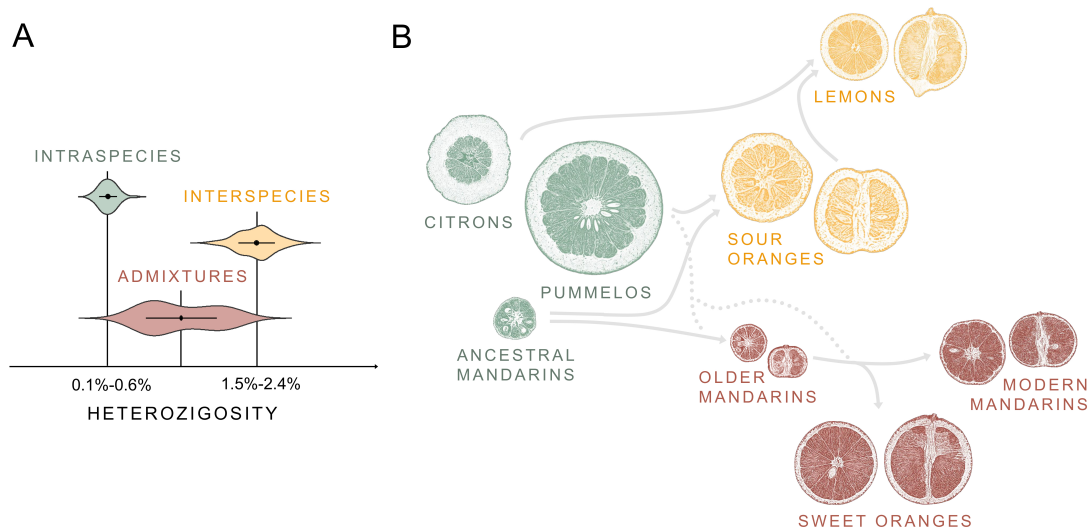 A
INTRASPECIES
INTERSPECIES
ADMIXTURES
0.1%-0.6%
1.5%-2.4%
HETEROZIGOSITY
B
LEMONS
CITRONS
SOUR
ORANGES
PUMMELOS
ANCESTRAL
MANDARINS
OLDER
MANDARINS
MODERN
MANDARINS
SWEET ORANGES